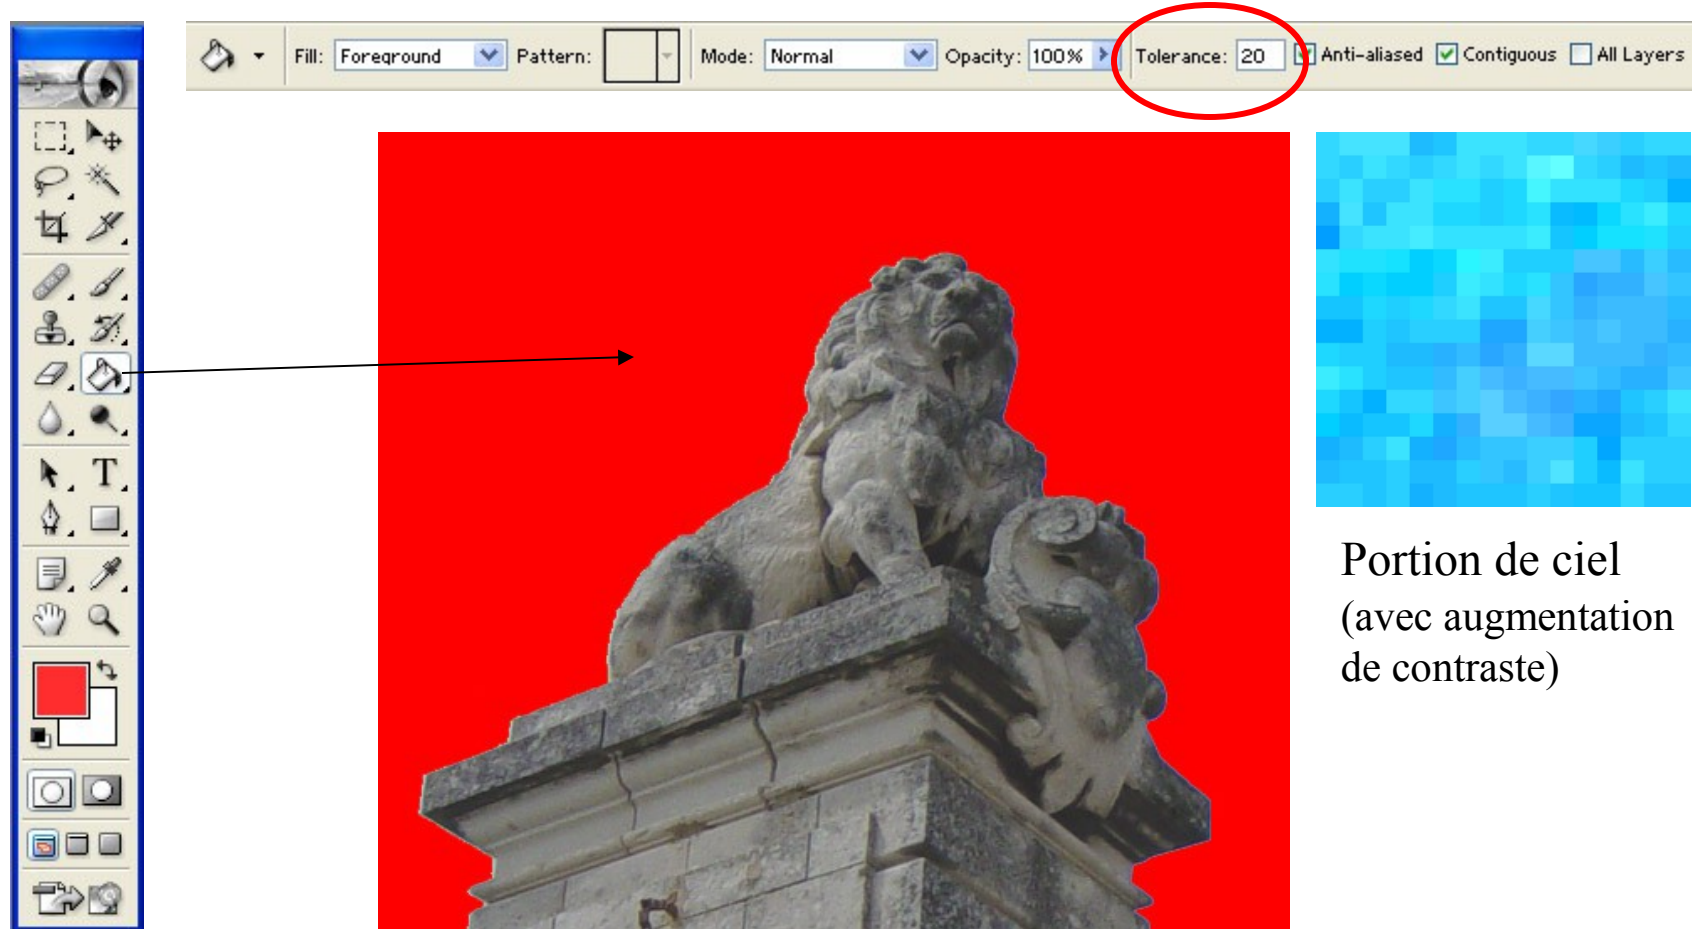 Fill: Foreground Pattern: Mode: Normal Opacity: 100% Tolerance: 20 Anti-aliased Contiguous All Layers
T
Portion de ciel
(avec augmentation
de contraste)